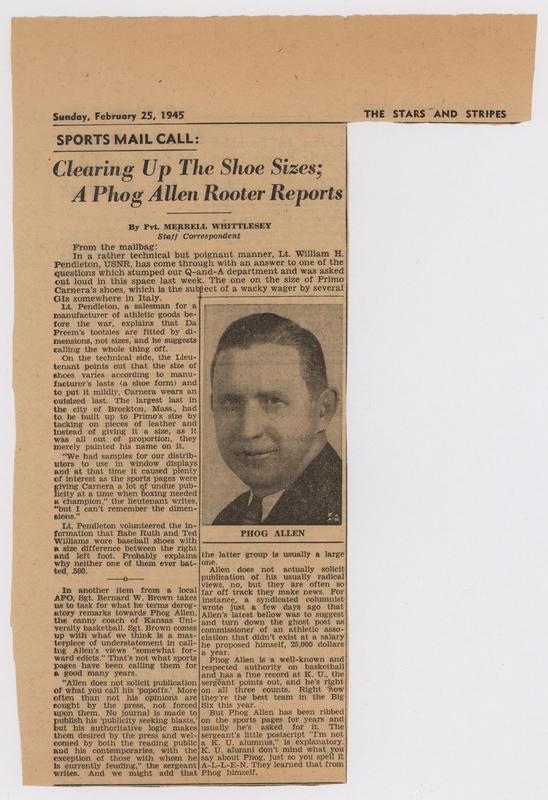 Sunday, February 25, 1945
THE STARS AND STRIPES
SPORTS MAIL CALL:
Clearing Up The Shoe Sizes;
A Phog Allen Rooter Reports
By Pvt. MERRELL WHITTLESEY
Staff Correspondent
From the mailbag:
In a rather technical but poignant manner, Lt. William H.
Pendleton, USNR, has come through with an answer to one of the
questions which stumped our Q-and-A department and was asked
out loud in this space last week. The one on the size of Primo
Carnera's shoes, which is the subject of a wacky wager by several
GIs somewhere in Italy.
Lt. Pendleton, a salesman for a
manufacturer of athletic goods be-
fore the war, explains that Da
Preem's tootsies are fitted by di-
mensions, not sizes, and he suggests
calling the whole thing off.
On the technical side, the Lieu-
tenant points out that the size of
shoes varies according to manu-
facturer's lasts (a shoe form) and
to put it mildly, Carnera wears an
outsized last. The largest last in
the city of Brockton, Mass., had
to be built up to Primo's size by
tacking on pieces of leather and
instead of giving it a size, as it
was all out of proportion, they
merely painted his name on it.
"We had samples for our distrib-
utors to use in window displays
and at that time it caused plenty
of interest as the sports pages were
giving Carnera a lot of undue pub-
licity at a time when boxing needed
a champion," the lieutenant writes,
"but I can't remember the dimen-
sions."
Lt. Pendleton volunteered the in-
formation that Babe Ruth and Ted
Williams wore baseball shoes with
a size difference between the right
and left foot. Probably explains
why neither one of them ever bat-
ted .500.
In another item from a local
APO, Sgt. Bernard W. Brown takes
us to task for what he terms derog-
atory remarks towards Phog Allen,
the canny coach of Kansas Uni-
versity basketball. Sgt. Brown comes
up with what we think is a mas-
terpiece of understatement in call-
ing Allen's views "somewhat for-
ward edicts." That's not what sports
pages have been calling them for
a good many years.
"Allen does not solicit publication
of what you call his 'popoffs.' More
often than not his opinions are
sought by the press, not forced
upon them. No journal is made to
publish his 'publicity seeking blasts,'
but his authoritative logic makes
them desired by the press and wel-
comed by both the reading public
and his contemporaries, with the
exception of those with whom he
is currently feuding," the sergeant
writes. And we might add that
PHOG ALLEN
the latter group is usually a large
one.
Allen does not actually solicit
publication of his usually radical
views, no, but they are often so
far off track they make news. For
instance, a syndicated columnist
wrote just a few days ago that
Allen's latest bellow was to suggest
and turn down the ghost post as
commissioner of an athletic asso-
ciation that didn't exist at a salary
he proposed himself, 25,000 dollars
a year.
Phog Allen is a well-known and
respected authority on basketball
and has a fine record at K. U., the
sergeant points out, and he's right
on all three counts. Right now
they're the best team in the Big
Six this year.
But Phog Allen has been ribbed
on the sports pages for years and
usually he's asked for it. The
sergeant's little postscript "I'm not
a K. U. alumnus," is explanatory.
K. U. alumni don't mind what you
say about Phog, just so you spell it
A-L-L-E-N. They learned that from
Phog himself.